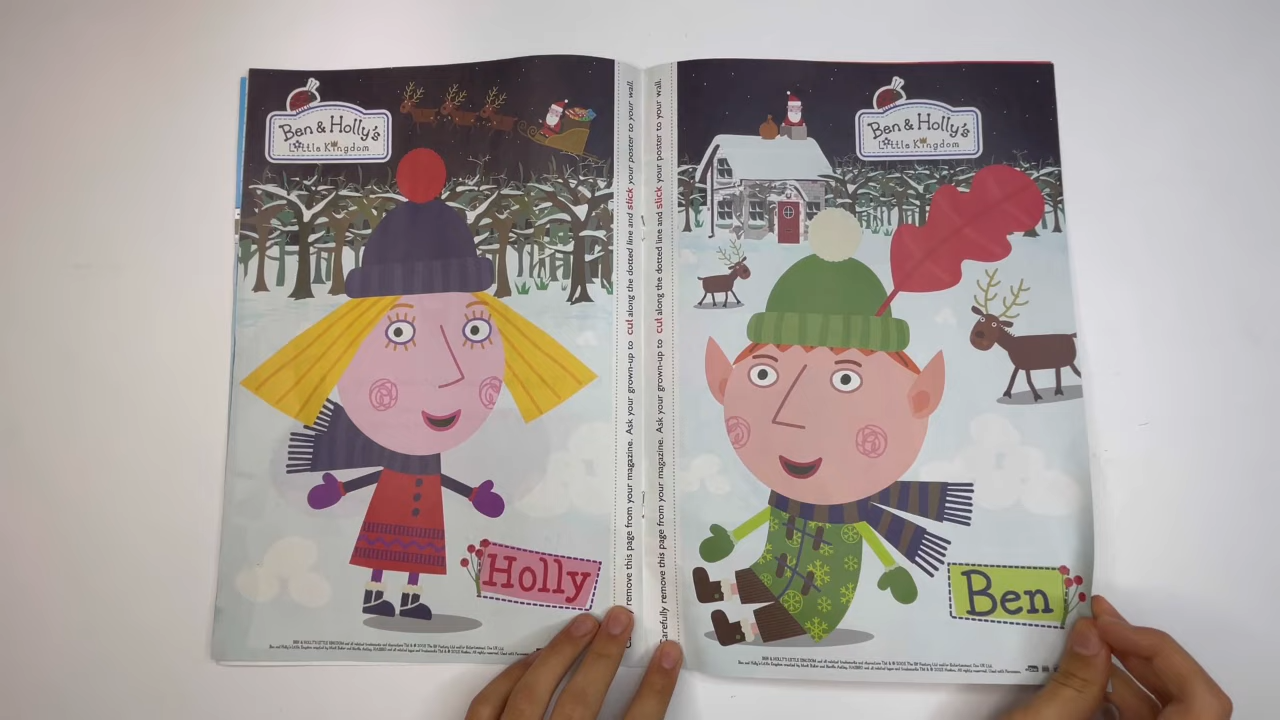 Ben & Holly's
Little Kingdom
Holly
remove this page from your magazine. Ask your grown-up to cut along the dotted line and stick your poster to your wall.
arefully remove this page from your magazine. Ask your grown-up to cut along the dotted line and stick your poster to your wall.
Ben & Holly's
Little Kingdom
Ben